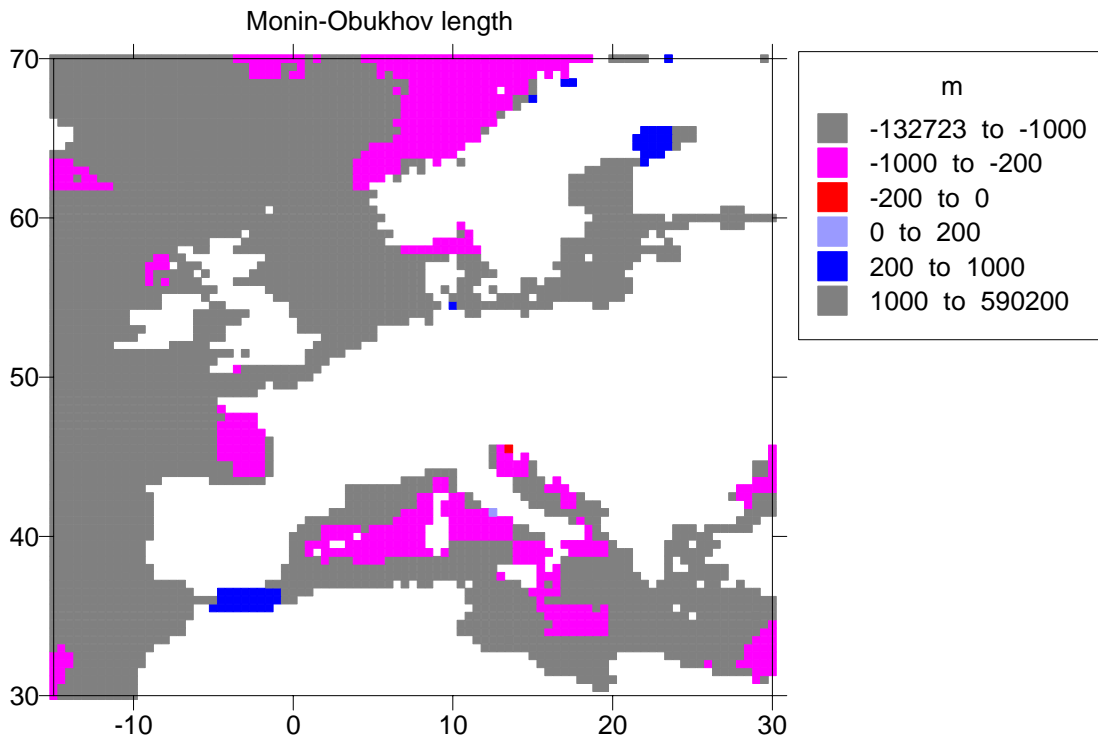 Monin-Obukhov length
70
60
50
40
30
-10 0 10 20 30
m
-132723 to -1000
-1000 to -200
-200 to 0
0 to 200
200 to 1000
1000 to 590200